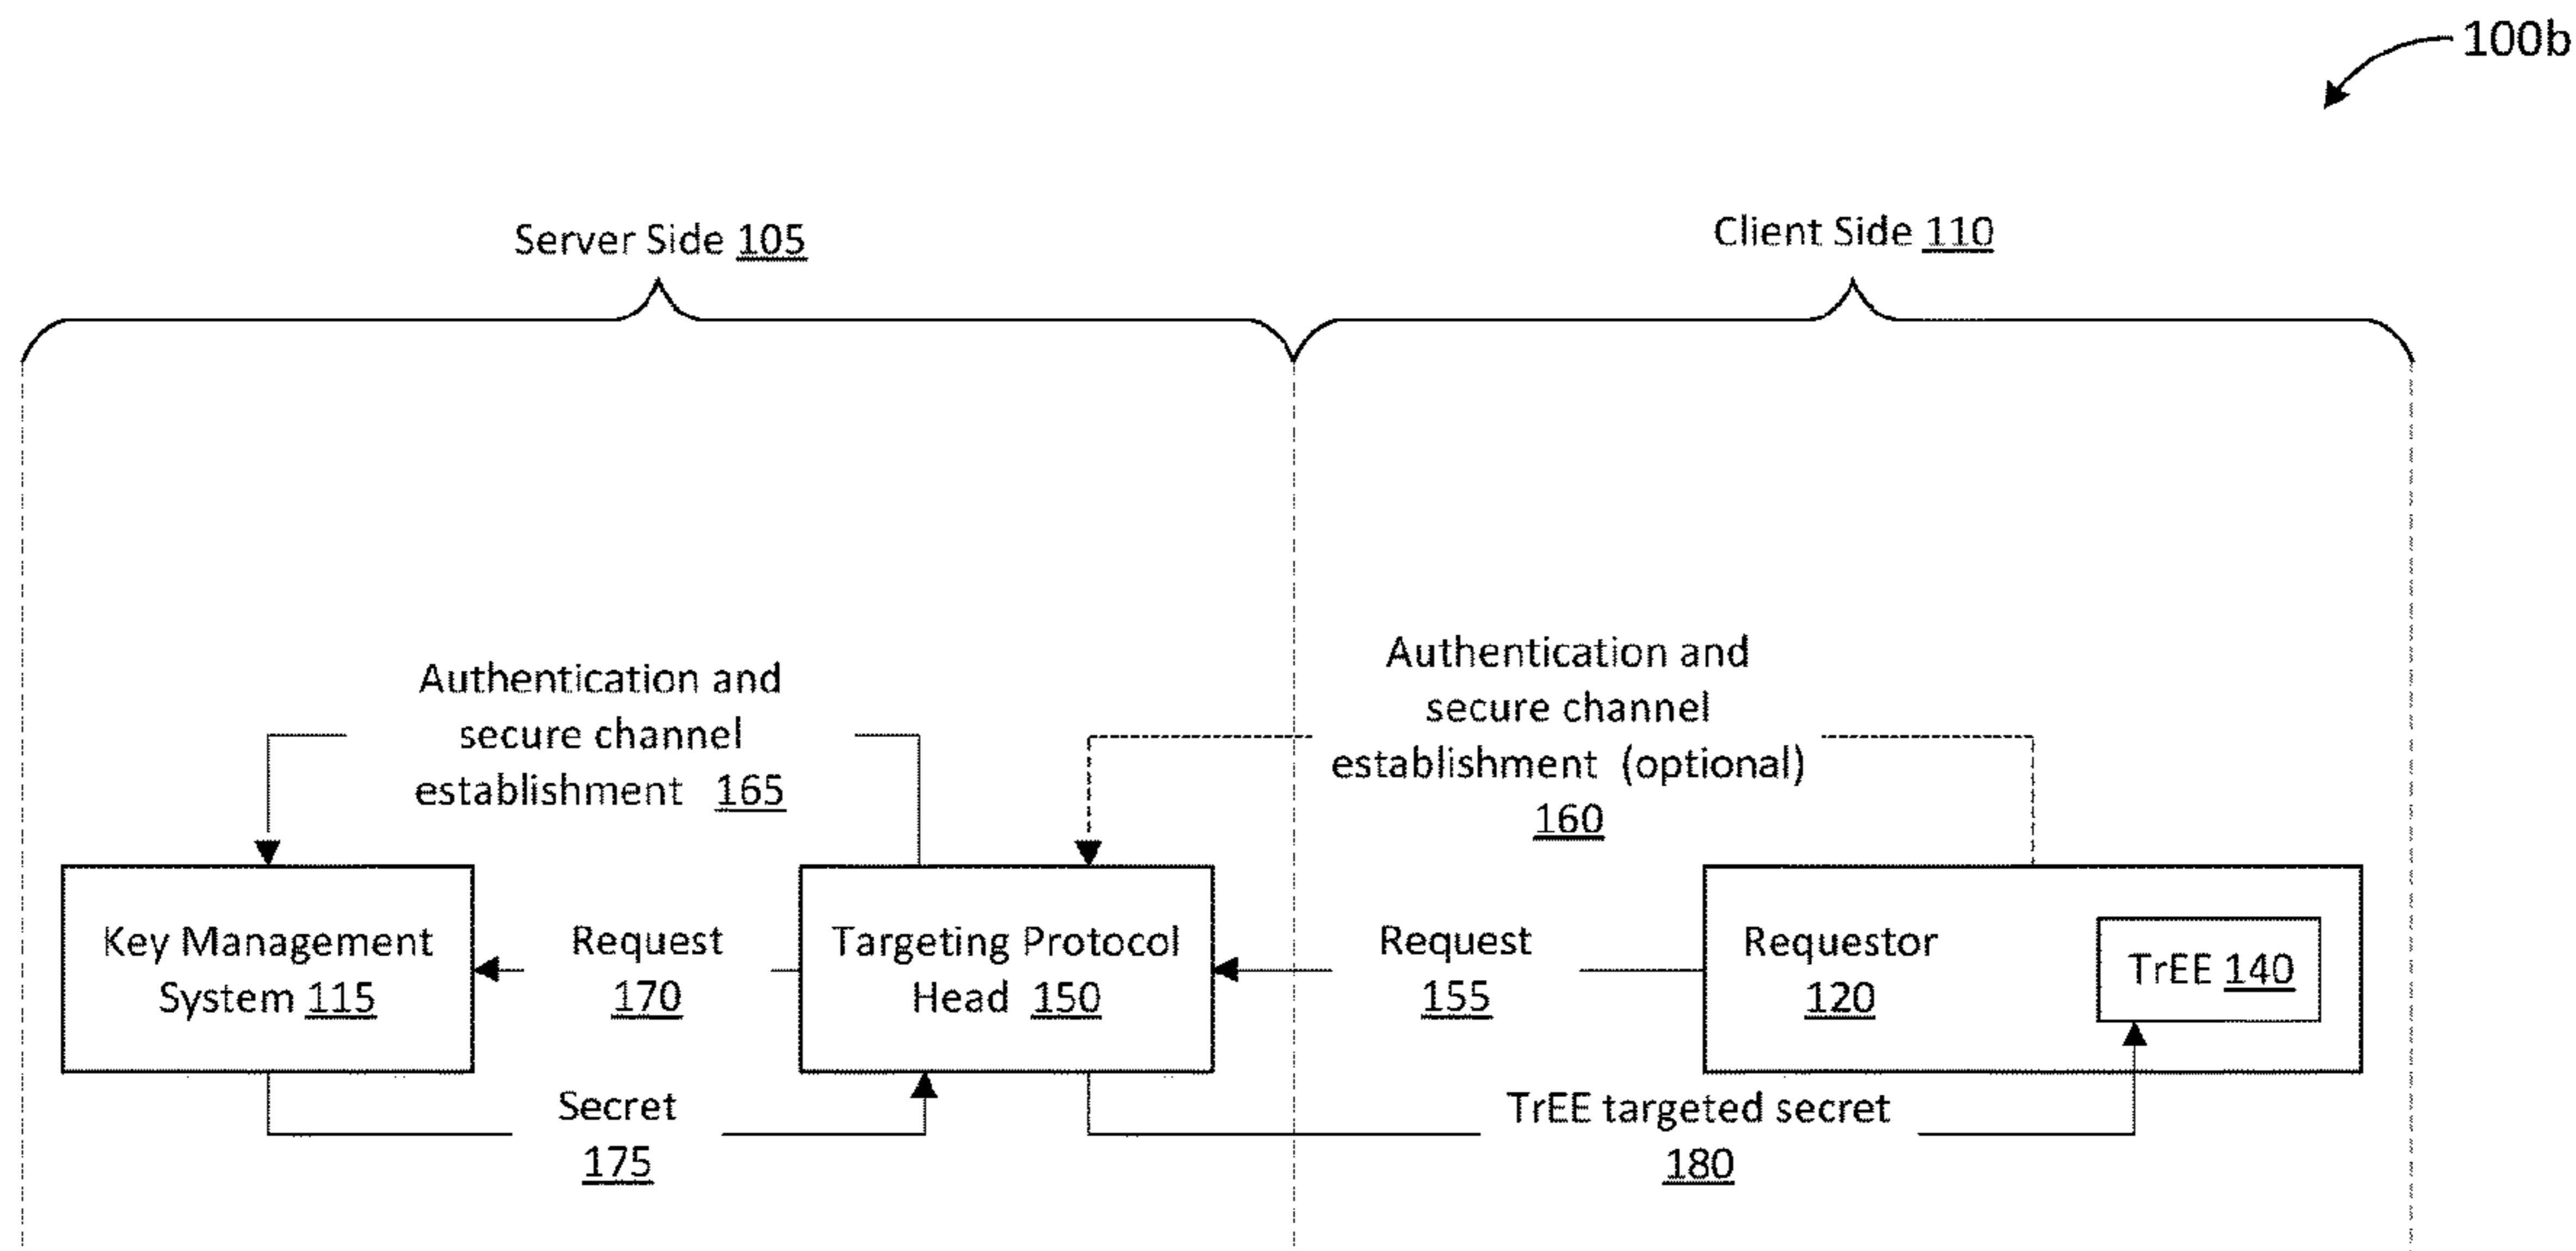 100b
Server Side 105
Client Side 110
Authentication and
secure channel
establishment 165
Authentication and
secure channel
establishment (optional)
160
Key Management
System 115
Request
170
Targeting Protocol
Head 150
Request
155
Requestor
120
TrEE 140
Secret
175
TrEE targeted secret
180